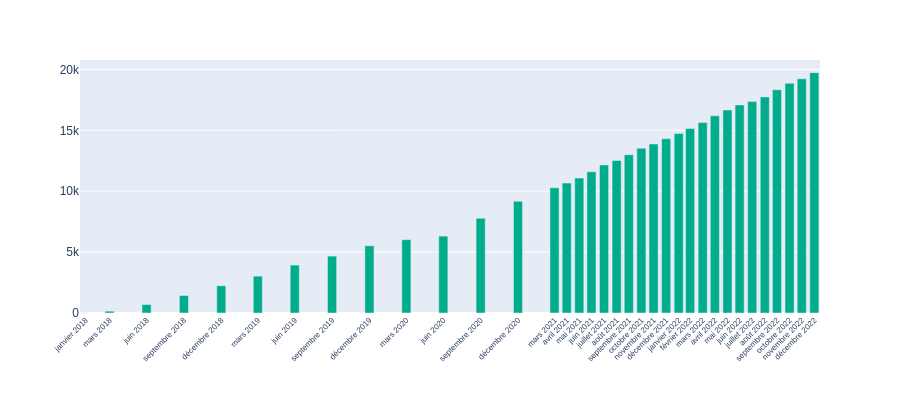 20k
15k
10k
5k
0
janvier 2018
mars 2018
juin 2018
septembre 2018
décembre 2018
mars 2019
juin 2019
septembre 2019
décembre 2019
mars 2020
juin 2020
septembre 2020
décembre 2020
mars 2021
avril 2021
mai 2021
juin 2021
juillet 2021
août 2021
septembre 2021
octobre 2021
novembre 2021
décembre 2021
janvier 2022
février 2022
mars 2022
avril 2022
mai 2022
juin 2022
juillet 2022
août 2022
septembre 2022
octobre 2022
novembre 2022
décembre 2022